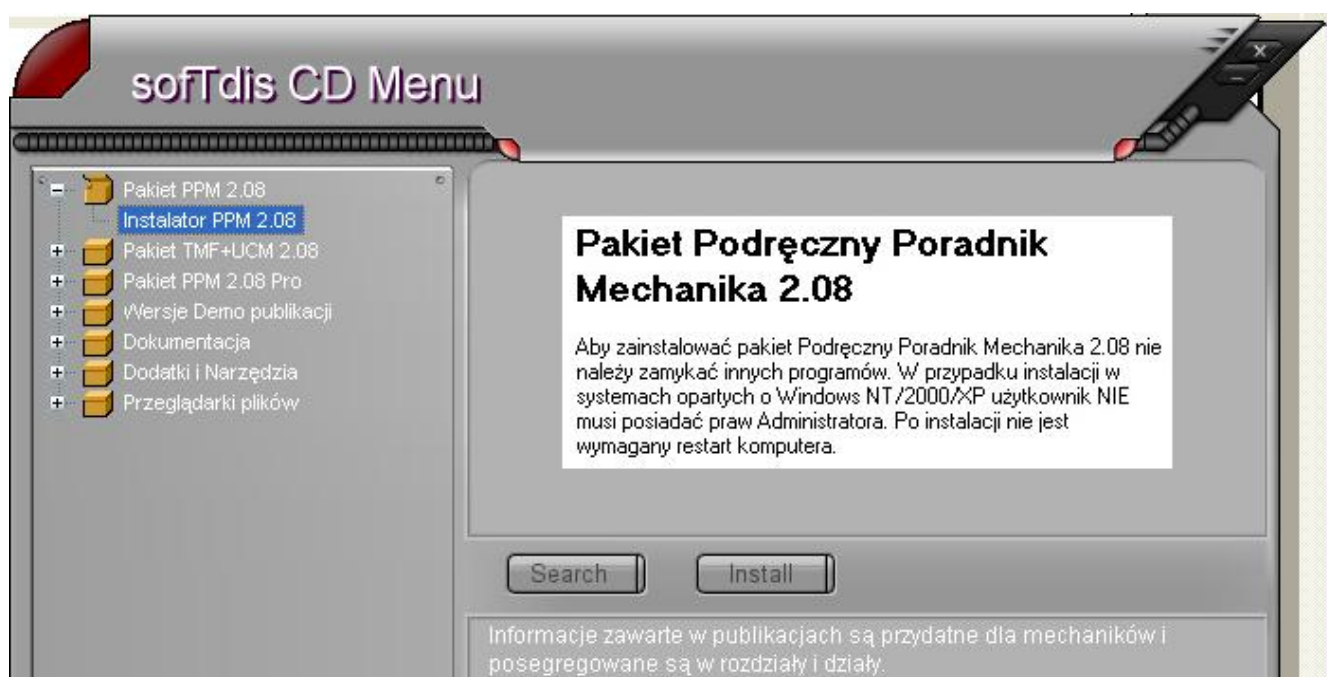 sofTdis CD Menu
Pakiet PPM 2.08
Instalator PPM 2.08
Pakiet TMF+UCM 2.08
Pakiet PPM 2.08 Pro
Wersje Demo publikacji
Dokumentacja
Dodatki i Narzędzia
Przeglądarki plików
Pakiet Podręczny Poradnik
Mechanika 2.08
Aby zainstalować pakiet Podręczny Poradnik Mechanika 2.08 nie
należy zamykać innych programów. W przypadku instalacji w
systemach opartych o Windows NT/2000/XP użytkownik NIE
musi posiadać praw Administratora. Po instalacji nie jest
wymagany restart komputera.
Search
Install
Informacje zawarte w publikacjach są przydatne dla mechaników i
posegregowane są w rozdziały i działy.